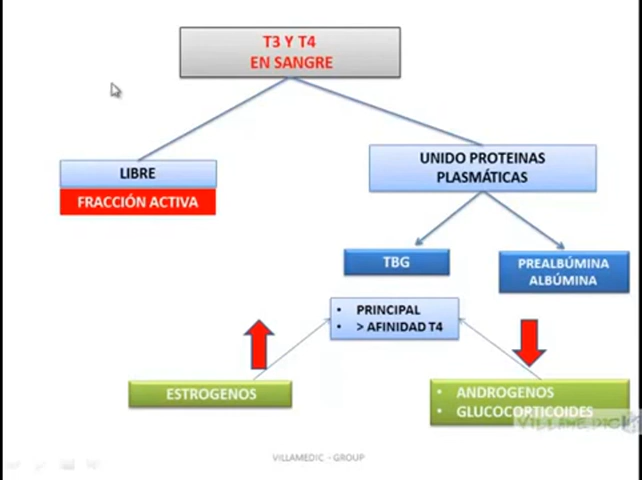 T3 Y T4
EN SANGRE
LIBRE
FRACCIÓN ACTIVA
UNIDO PROTEINAS
PLASMÁTICAS
TBG
PREALBÚMINA
ALBÚMINA
• PRINCIPAL
• > AFINIDAD T4
ESTROGENOS
• ANDROGENOS
• GLUCOCORTICOIDES
VILLAMEDIC
VILLAMEDIC - GROUP